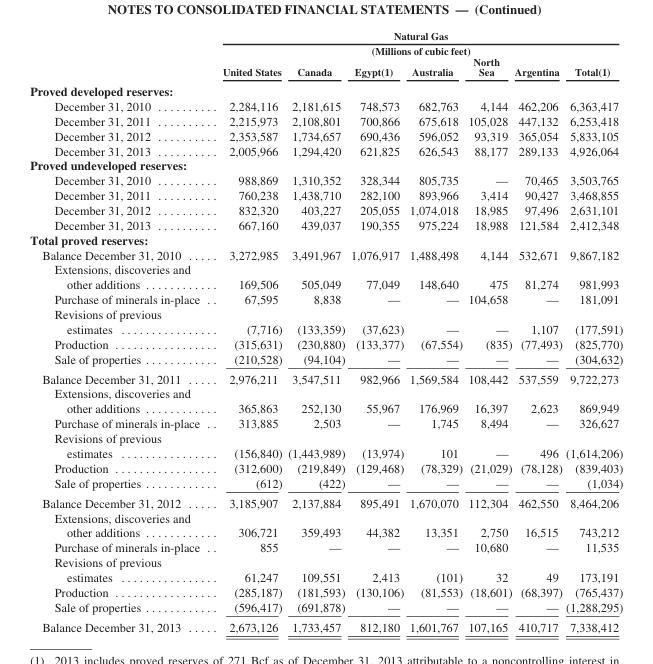 NOTES TO CONSOLIDATED FINANCIAL STATEMENTS — (Continued)
Natural Gas
(Millions of cubic feet)
United States Canada Egypt(1) Australia North Sea Argentina Total(1)
Proved developed reserves:
December 31, 2010 .......... 2,284,116 2,181,615 748,573 682,763 4,144 462,206 6,363,417
December 31, 2011 .......... 2,215,973 2,108,801 700,866 675,618 105,028 447,132 6,253,418
December 31, 2012 .......... 2,353,587 1,734,657 690,436 596,052 93,319 365,054 5,833,105
December 31, 2013 .......... 2,005,966 1,294,420 621,825 626,543 88,177 289,133 4,926,064
Proved undeveloped reserves:
December 31, 2010 .......... 988,869 1,310,352 328,344 805,735 — 70,465 3,503,765
December 31, 2011 .......... 760,238 1,438,710 282,100 893,966 3,414 90,427 3,468,855
December 31, 2012 .......... 832,320 403,227 205,055 1,074,018 18,985 97,496 2,631,101
December 31, 2013 .......... 667,160 439,037 190,355 975,224 18,988 121,584 2,412,348
Total proved reserves:
Balance December 31, 2010 ..... 3,272,985 3,491,967 1,076,917 1,488,498 4,144 532,671 9,867,182
Extensions, discoveries and
other additions ............ 169,506 505,049 77,049 148,640 475 81,274 981,993
Purchase of minerals in-place .. 67,595 8,838 — — 104,658 — 181,091
Revisions of previous
estimates ................ (7,716) (133,359) (37,623) — — 1,107 (177,591)
Production ................. (315,631) (230,880) (133,377) (67,554) (835) (77,493) (825,770)
Sale of properties ............ (210,528) (94,104) — — — — (304,632)
Balance December 31, 2011 ..... 2,976,211 3,547,511 982,966 1,569,584 108,442 537,559 9,722,273
Extensions, discoveries and
other additions ............ 365,863 252,130 55,967 176,969 16,397 2,623 869,949
Purchase of minerals in-place .. 313,885 2,503 — 1,745 8,494 — 326,627
Revisions of previous
estimates ................ (156,840) (1,443,989) (13,974) 101 — 496 (1,614,206)
Production ................. (312,600) (219,849) (129,468) (78,329) (21,029) (78,128) (839,403)
Sale of properties ............ (612) (422) — — — — (1,034)
Balance December 31, 2012 ..... 3,185,907 2,137,884 895,491 1,670,070 112,304 462,550 8,464,206
Extensions, discoveries and
other additions ............ 306,721 359,493 44,382 13,351 2,750 16,515 743,212
Purchase of minerals in-place .. 855 — — — 10,680 — 11,535
Revisions of previous
estimates ................ 61,247 109,551 2,413 (101) 32 49 173,191
Production ................. (285,187) (181,593) (130,106) (81,553) (18,601) (68,397) (765,437)
Sale of properties ............ (596,417) (691,878) — — — — (1,288,295)
Balance December 31, 2013 ..... 2,673,126 1,733,457 812,180 1,601,767 107,165 410,717 7,338,412
(1) 2013 includes proved reserves of 271 Bcf as of December 31, 2013 attributable to a noncontrolling interest in